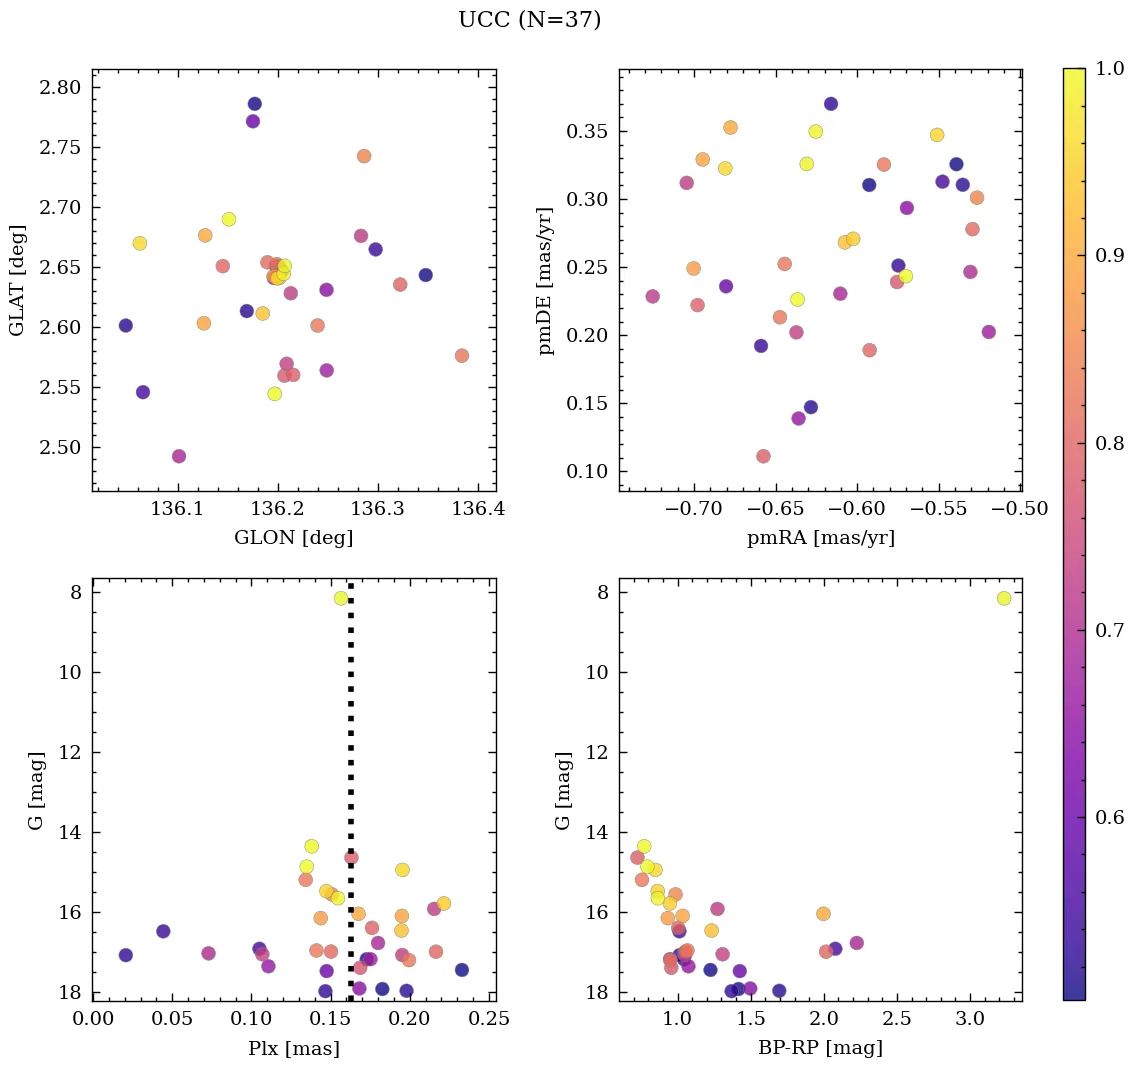 UCC (N=37)
2.80
2.75
2.70
2.65
2.60
2.55
2.50
GLAT [deg]
136.1 136.2 136.3 136.4
GLON [deg]
0.35
0.30
0.25
0.20
0.15
0.10
pmDE [mas/yr]
−0.70 −0.65 −0.60 −0.55 −0.50
pmRA [mas/yr]
8
10
12
14
16
18
G [mag]
0.00 0.05 0.10 0.15 0.20 0.25
Plx [mas]
8
10
12
14
16
18
G [mag]
1.0 1.5 2.0 2.5 3.0
BP-RP [mag]
1.0
0.9
0.8
0.7
0.6